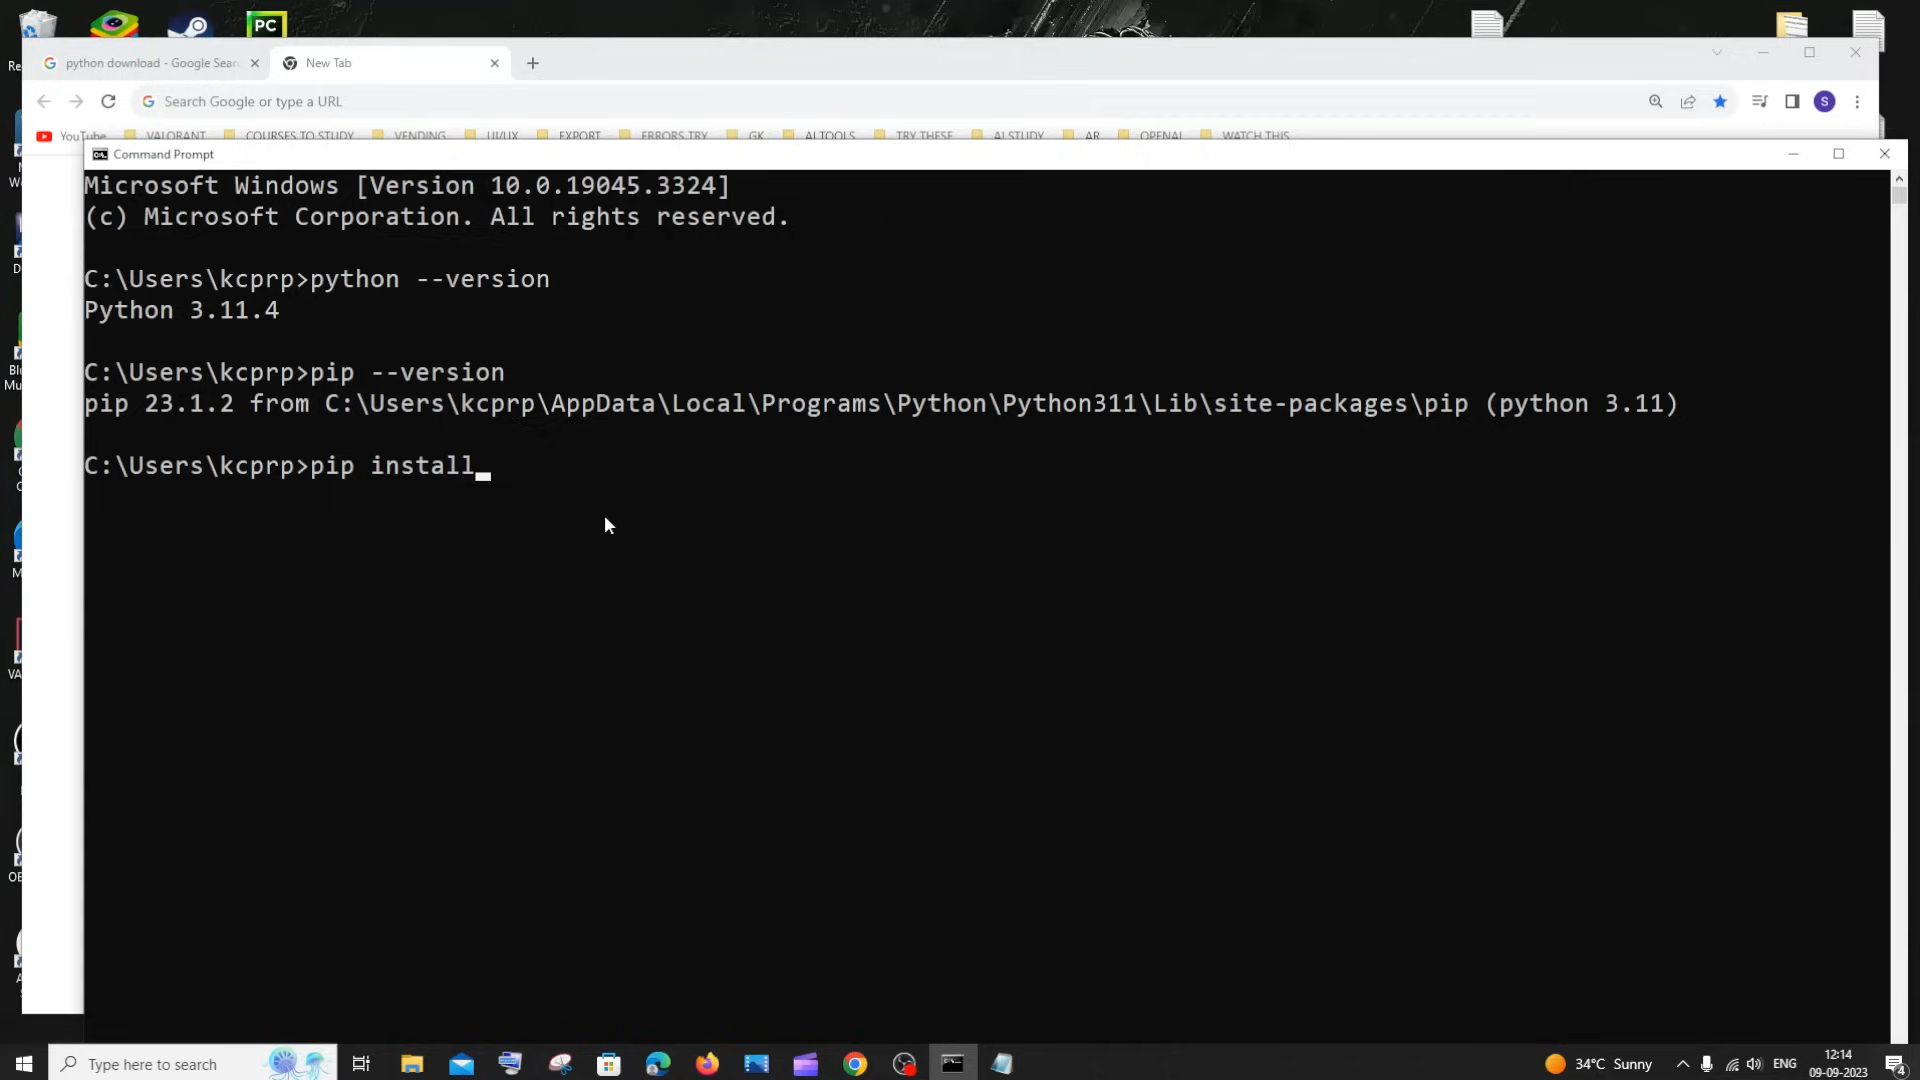 PC
python download - Google Sear
New Tab
Search Google or type a URL
S
YouTube
VALORANT
COURSES TO STUDY
VENDING
UI/UX
EXPORT
ERRORS TRY
GK
AI TOOLS
TRY THESE
AI STUDY
AR
OPENAI
WATCH THIS
Command Prompt
Microsoft Windows [Version 10.0.19045.3324]
(c) Microsoft Corporation. All rights reserved.
C:\Users\kcprp>python --version
Python 3.11.4
C:\Users\kcprp>pip --version
pip 23.1.2 from C:\Users\kcprp\AppData\Local\Programs\Python\Python311\Lib\site-packages\pip (python 3.11)
C:\Users\kcprp>pip install
Type here to search
34°C Sunny
ENG
12:14
09-09-2023
4